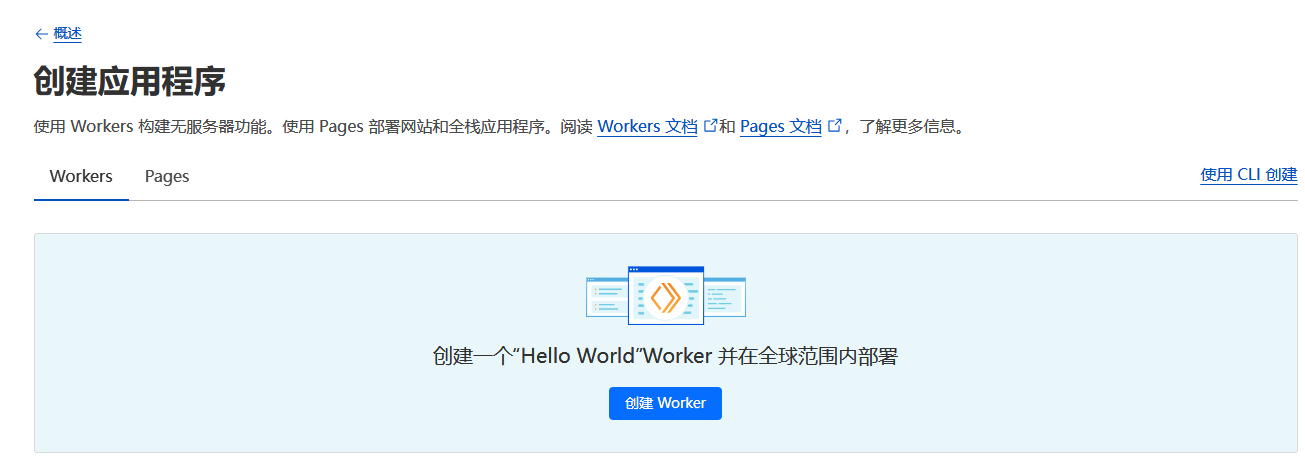 ← 概述
创建应用程序
使用 Workers 构建无服务器功能。使用 Pages 部署网站和全栈应用程序。阅读 Workers 文档 和 Pages 文档 ，了解更多信息。
Workers Pages 使用 CLI 创建
创建一个“Hello World”Worker 并在全球范围内部署
创建 Worker